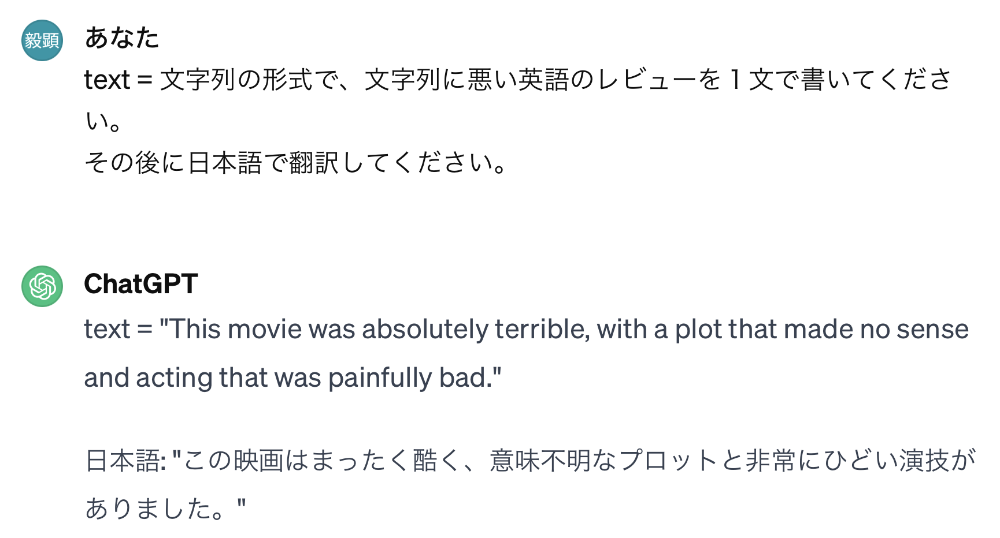 毅顕
あなた
text = 文字列の形式で、文字列に悪い英語のレビューを1文で書いてくださ
い。
その後に日本語で翻訳してください。
ChatGPT
text = "This movie was absolutely terrible, with a plot that made no sense
and acting that was painfully bad."
日本語: "この映画はまったく酷く、意味不明なプロットと非常にひどい演技が
ありました。"